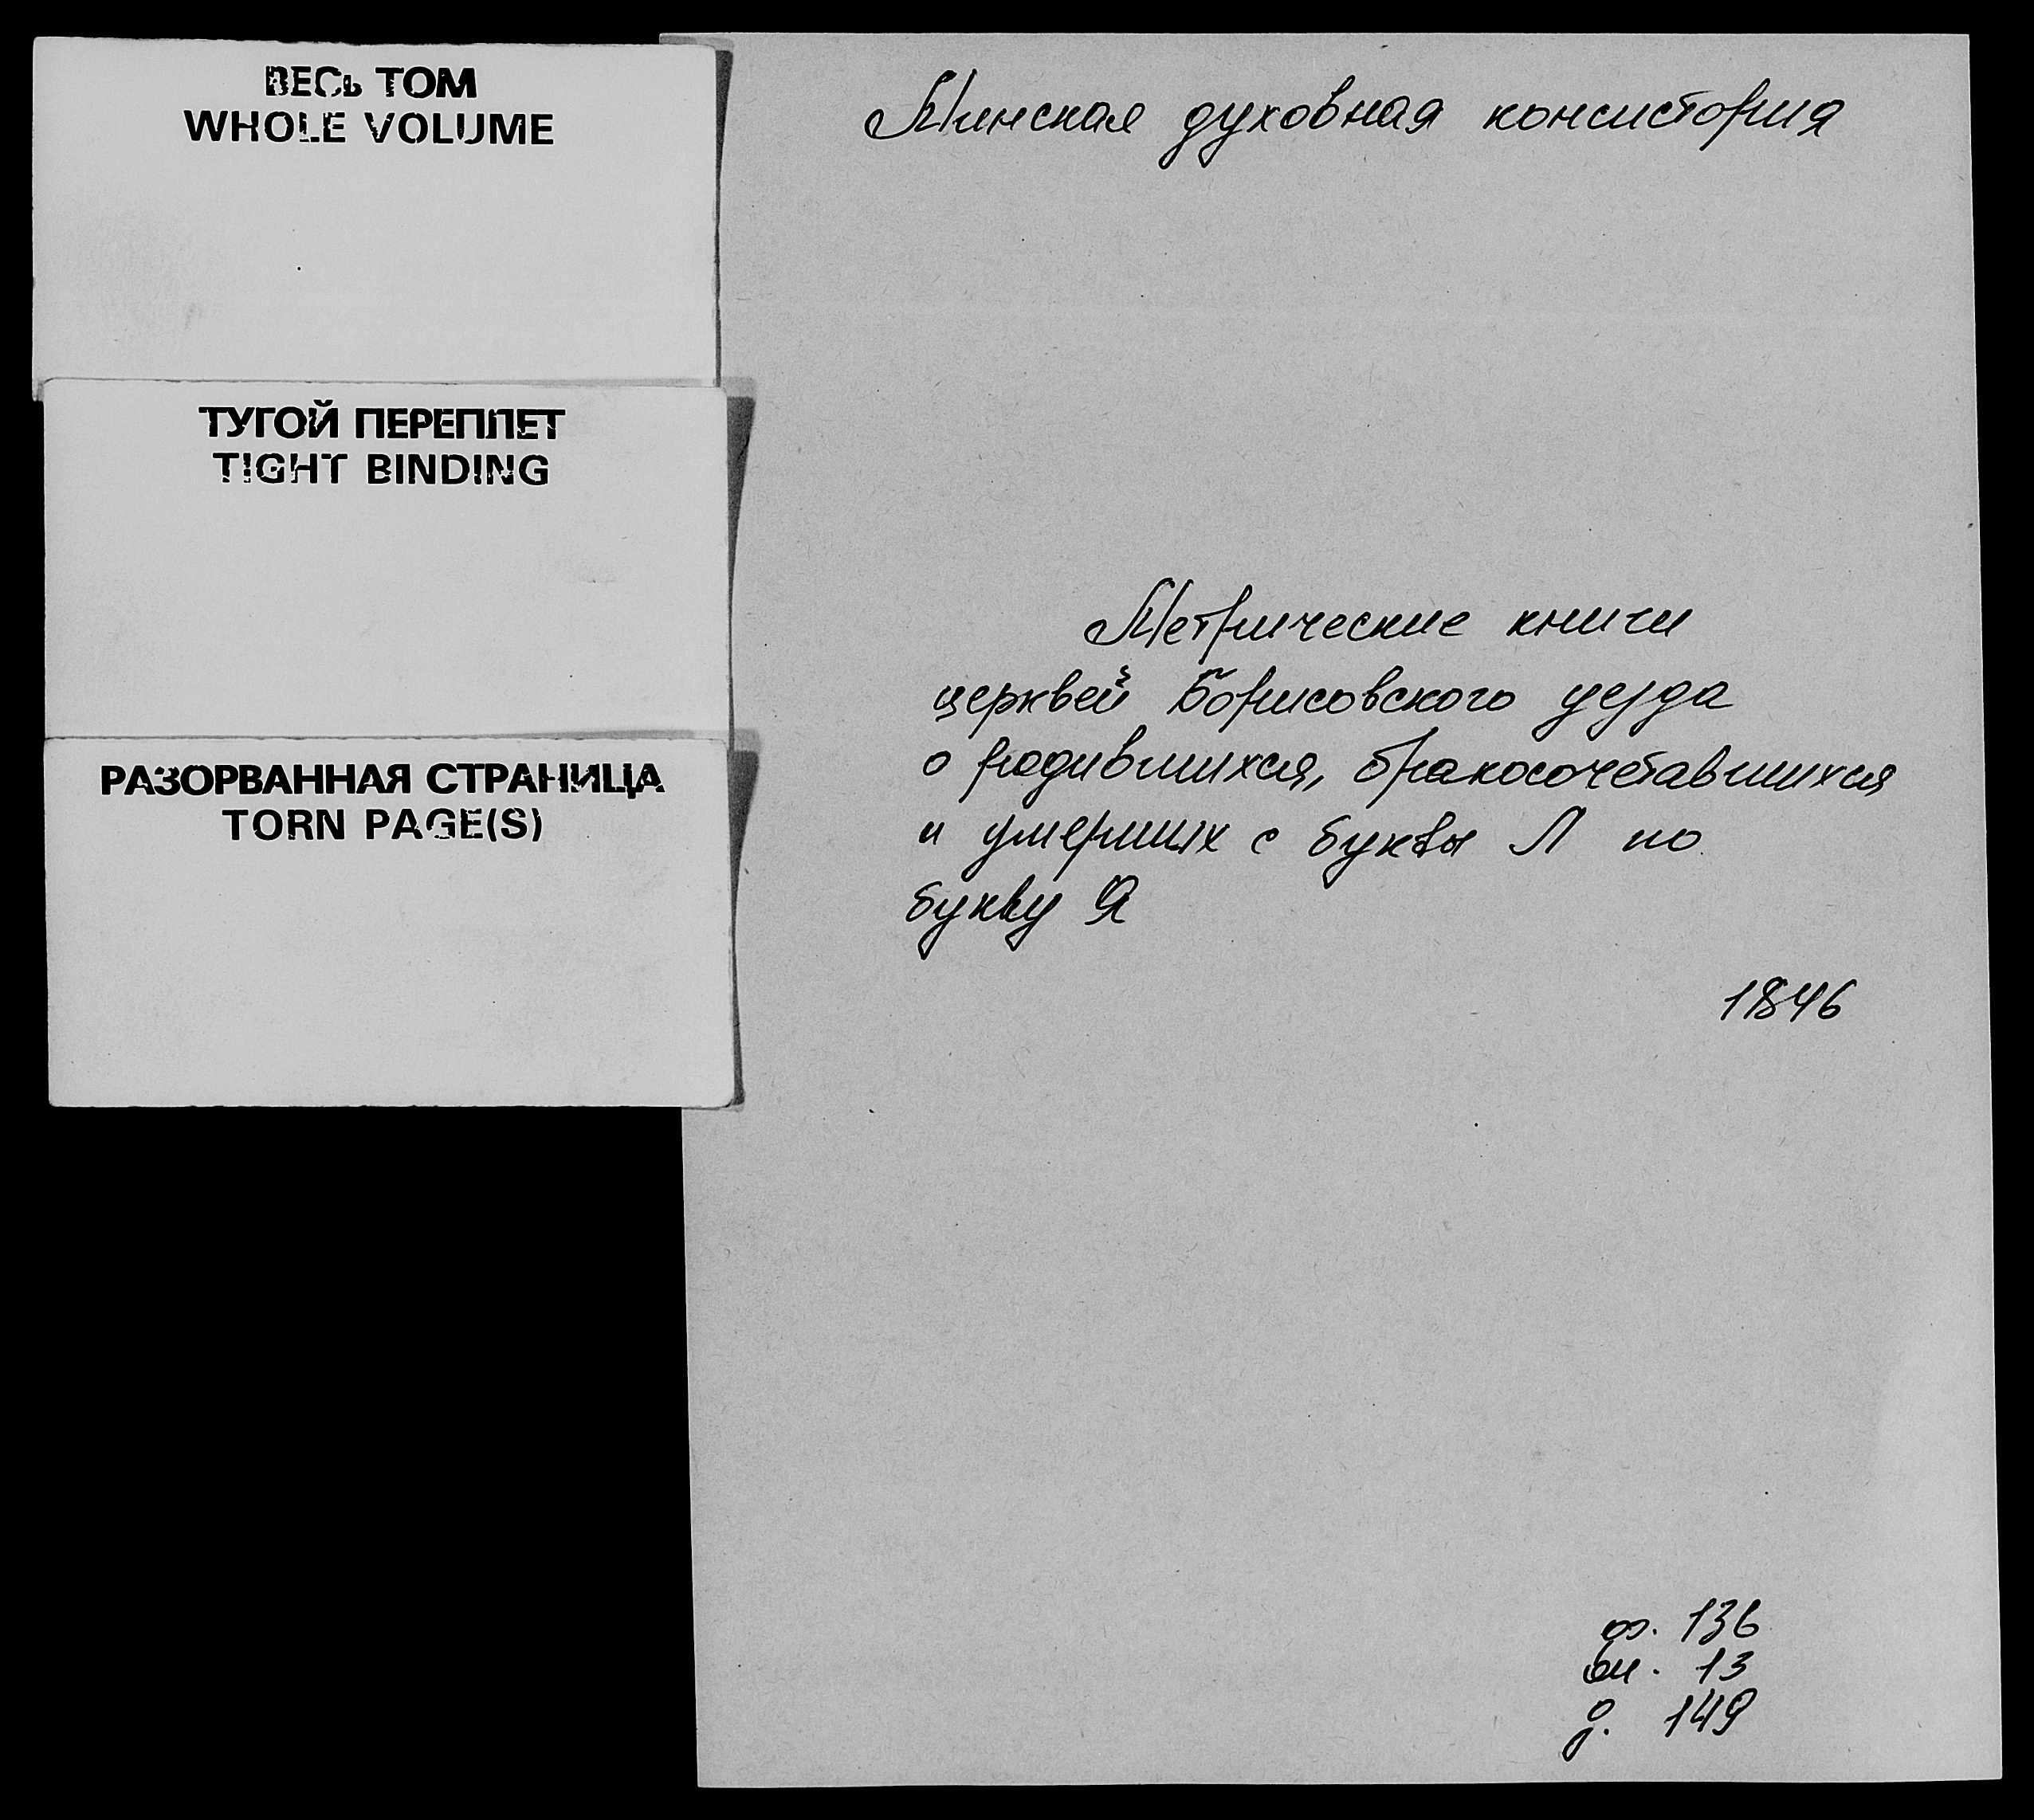 ВЕСЬ ТОМ
WHOLE VOLUME
ТУГОЙ ПЕРЕПЛЕТ
TIGHT BINDING
РАЗОРВАННАЯ СТРАНИЦА
TORN PAGE(S)
Минская духовная консистория
Метрические книги
церквей Борисовского уезда
о родившихся, бракосочетавшихся
и умерших с буквы Л по
букву Я
1846
ф. 136
оп. 13
д. 149